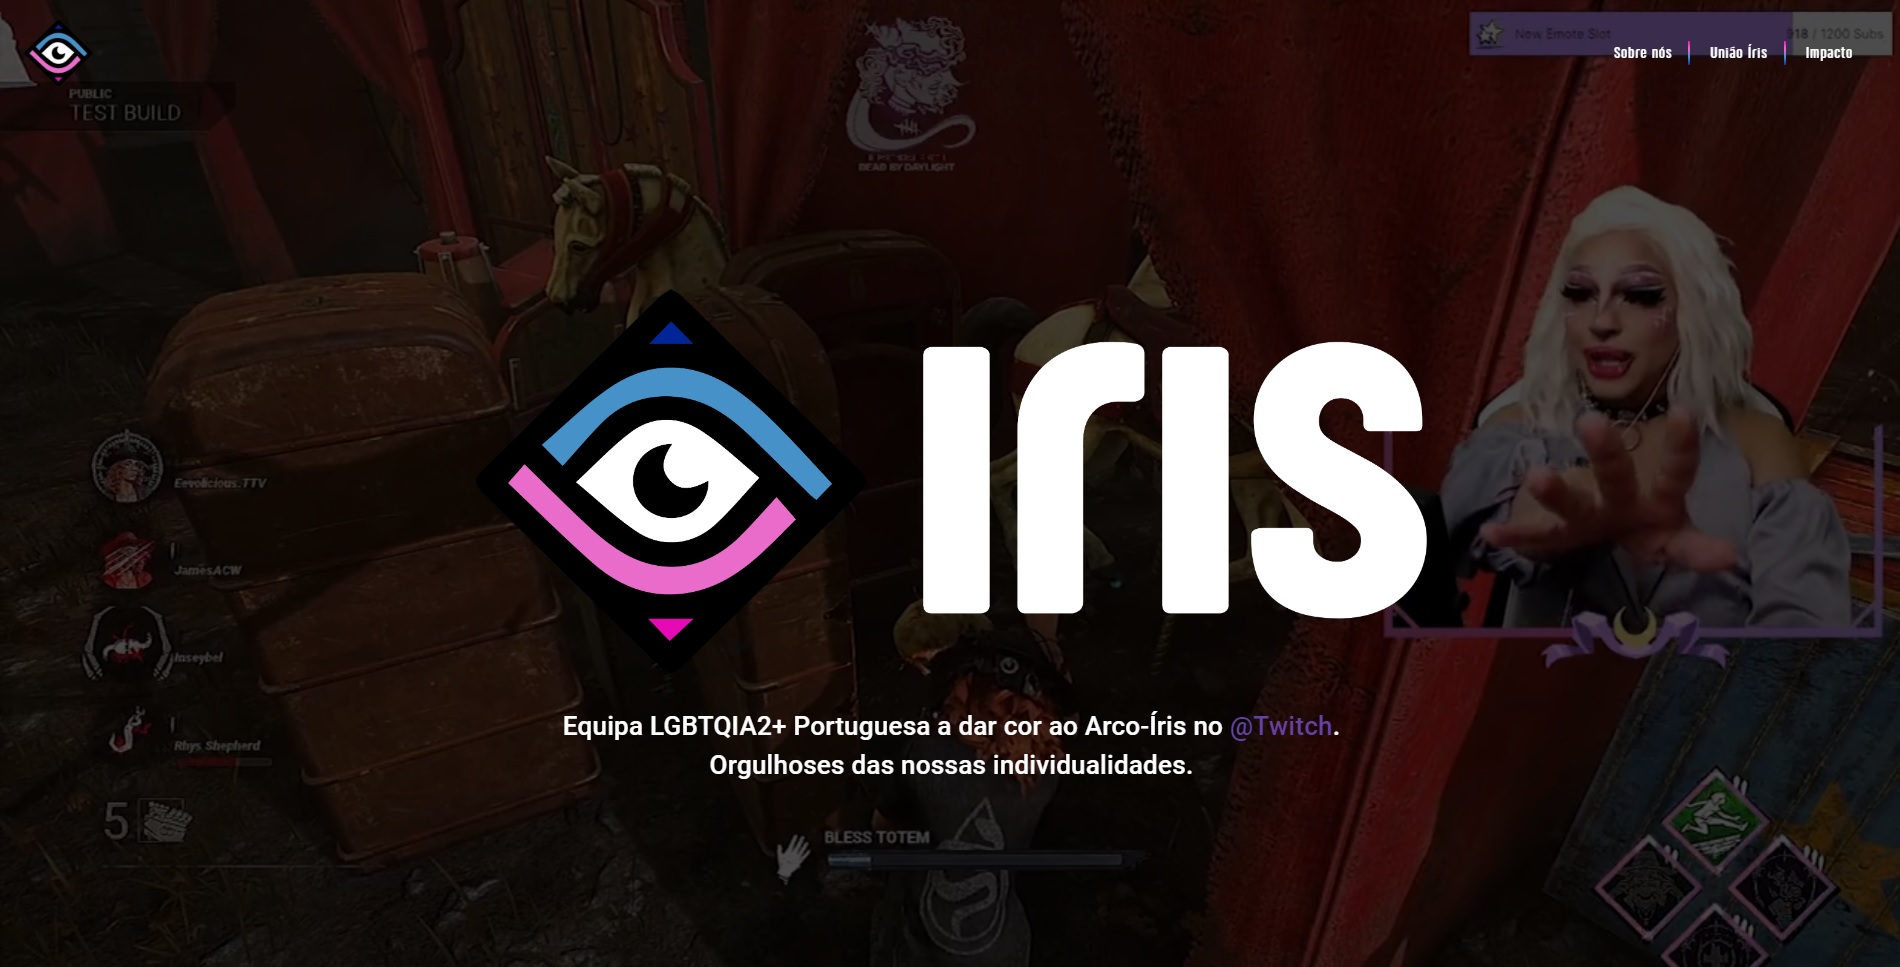 New Emote Slot 918 / 1200 Subs
Sobre nós
União Íris
Impacto
PUBLIC
TEST BUILD
DEAD BY DAYLIGHT
IrIS
Eevolicious.TTV
JamesACW
Inseybel
Rhys Shepherd
Equipa LGBTQIA2+ Portuguesa a dar cor ao Arco-Íris no @Twitch.
Orgulhoses das nossas individualidades.
5
BLESS TOTEM